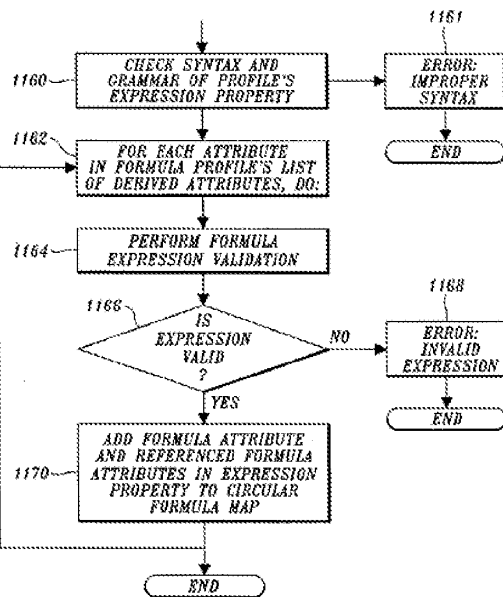 1161
1160
CHECK SYNTAX AND
GRAMMAR OF PROFILE'S
EXPRESSION PROPERTY
ERROR:
IMPROPER
SYNTAX
END
1162
FOR EACH ATTRIBUTE
IN FORMULA PROFILE'S LIST
OF DERIVED ATTRIBUTES, DO:
1164
PERFORM FORMULA
EXPRESSION VALIDATION
1166
IS
EXPRESSION
VALID
?
NO
YES
1168
ERROR:
INVALID
EXPRESSION
END
1170
ADD FORMULA ATTRIBUTE
AND REFERENCED FORMULA
ATTRIBUTES IN EXPRESSION
PROPERTY TO CIRCULAR
FORMULA MAP
END